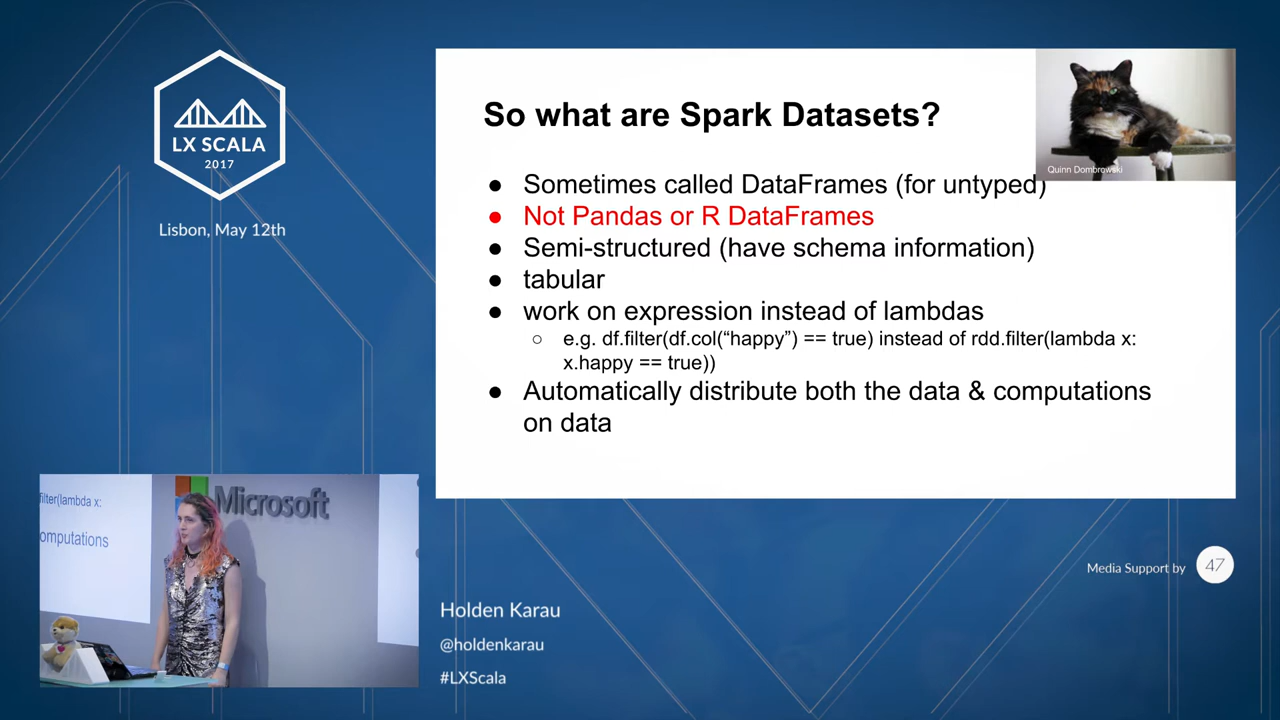 LX SCALA
2017
Lisbon, May 12th
So what are Spark Datasets?
Quinn Dombrowski
● Sometimes called DataFrames (for untyped)
● Not Pandas or R DataFrames
● Semi-structured (have schema information)
● tabular
● work on expression instead of lambdas
○ e.g. df.filter(df.col(“happy”) == true) instead of rdd.filter(lambda x:
x.happy == true))
● Automatically distribute both the data & computations
on data
filter(lambda x:
omputations
Microsoft
Media Support by
47
Holden Karau
@holdenkarau
#LXScala